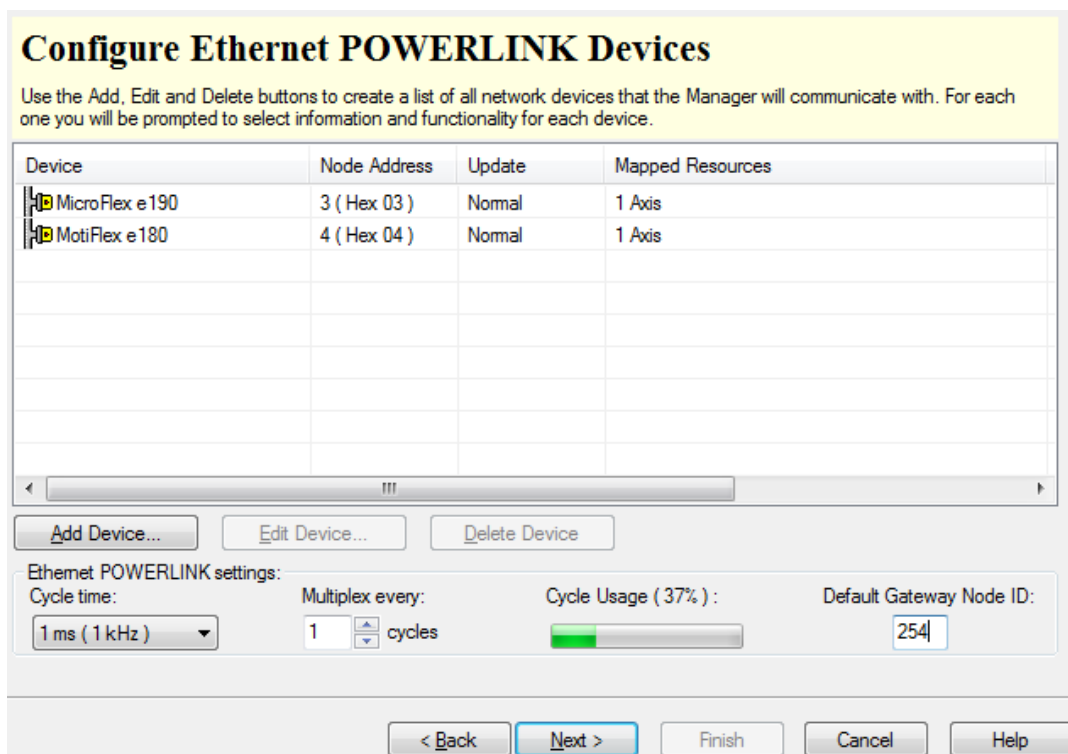 Configure Ethernet POWERLINK Devices
Use the Add, Edit and Delete buttons to create a list of all network devices that the Manager will communicate with. For each
one you will be prompted to select information and functionality for each device.
Device Node Address Update Mapped Resources
MicroFlex e190 3 ( Hex 03 ) Normal 1 Axis
MotiFlex e180 4 ( Hex 04 ) Normal 1 Axis
Add Device... Edit Device... Delete Device
Ethernet POWERLINK settings:
Cycle time: Multiplex every: Cycle Usage ( 37% ) : Default Gateway Node ID:
1 ms ( 1 kHz ) 1 cycles 254
< Back Next > Finish Cancel Help